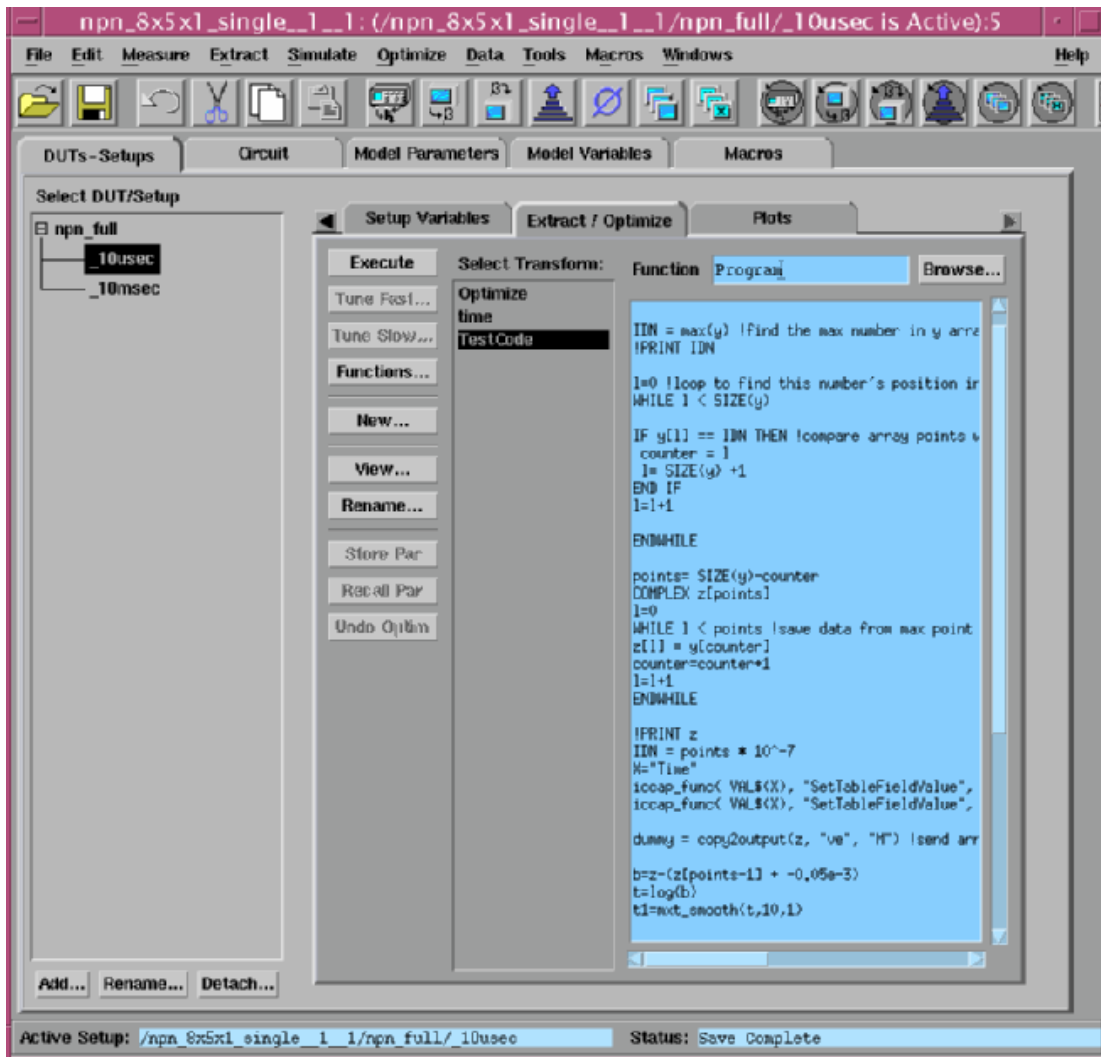 npn_8x5x1_single__1__1: (/npn_8x5x1_single__1__1/npn_full/_10usec is Active):5
File Edit Measure Extract Simulate Optimize Data Tools Macros Windows Help
DUTs-Setups Circuit Model Parameters Model Variables Macros
Select DUT/Setup
npn_full
_10usec
_10msec
Setup Variables Extract / Optimize Plots
Execute
Tune Fast...
Tune Slow...
Functions...
New...
View...
Rename...
Store Par
Recall Par
Undo Optim
Select Transform:
Optimize
time
TestCode
Function Program Browse...
IDN = max(y) !find the max number in y arra
!PRINT IDN
l=0 !loop to find this number's position in
WHILE l < SIZE(y)
IF y[l] == IDN THEN !compare array points w
counter = l
l= SIZE(y) +1
END IF
l=l+1
ENDWHILE
points= SIZE(y)-counter
COMPLEX z[points]
l=0
WHILE l < points !save data from max point
z[l] = y[counter]
counter=counter+1
l=l+1
ENDWHILE
!PRINT z
IDN = points * 10^-7
X="Time"
iccap_func( VAL$(X), "SetTableFieldValue",
iccap_func( VAL$(X), "SetTableFieldValue",
dummy = copy2output(z, "ve", "M") !send arr
b=z-(z[points-1] + -0.05e-3)
t=log(b)
t1=mxt_smooth(t,10,1)
Add... Rename... Detach...
Active Setup: /npn_8x5x1_single__1__1/npn_full/_10usec Status: Save Complete